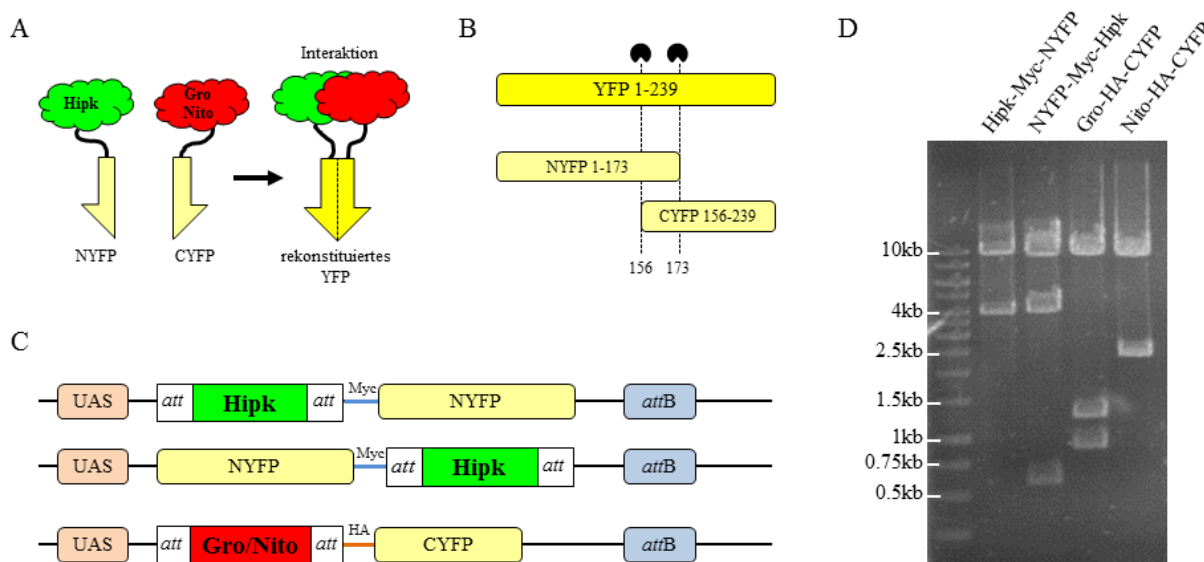 A
Hipk
Gro
Nito
Interaktion
NYFP
CYFP
rekonstituiertes
YFP
B
YFP 1-239
NYFP 1-173
CYFP 156-239
156
173
C
UAS
att
Hipk
att
Myc
NYFP
attB
UAS
NYFP
Myc
att
Hipk
att
attB
UAS
att
Gro/Nito
att
HA
CYFP
attB
D
Hipk-Myc-NYFP
NYFP-Myc-Hipk
Gro-HA-CYFP
Nito-HA-CYFP
10kb
4kb
2.5kb
1.5kb
1kb
0.75kb
0.5kb